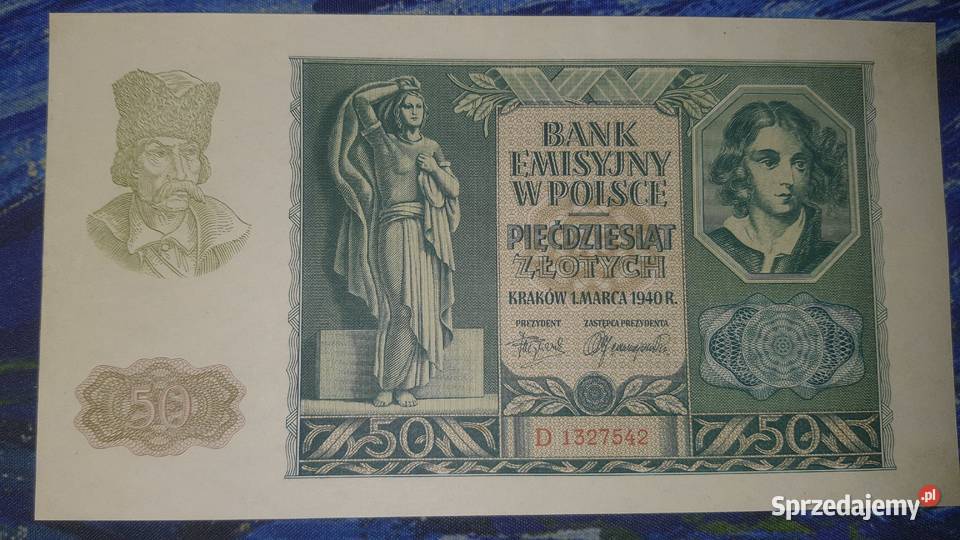 BANK
EMISYJNY
W POLSCE
PIĘĆDZIESIĄT
ZŁOTYCH
KRAKÓW 1. MARCA 1940 R.
PREZYDENT ZASTĘPCA PREZYDENTA
50
50 D 1327542 50
Sprzedajemy.pl